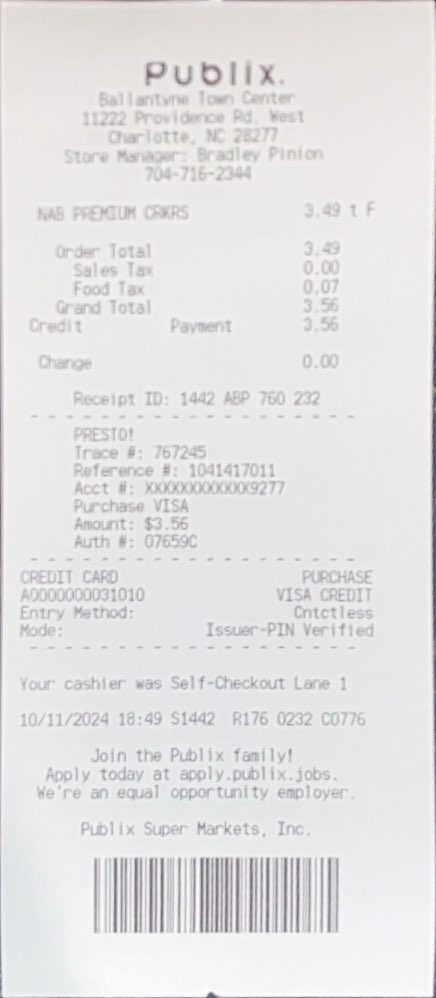 Publix.
Ballantyne Town Center
11222 Providence Rd. West
Charlotte, NC 28277
Store Manager: Bradley Pinion
704-716-2344
NAB PREMIUM CRKRS 3.49 t F
Order Total 3.49
Sales Tax 0.00
Food Tax 0.07
Grand Total 3.56
Credit Payment 3.56
Change 0.00
Receipt ID: 1442 ABP 760 232
- - - - - - - - - - - - - - - - - - -
PRESTO!
Trace #: 767245
Reference #: 1041417011
Acct #: XXXXXXXXXXXX9277
Purchase VISA
Amount: $3.56
Auth #: 07659C
- - - - - - - - - - - - - - - - - - -
CREDIT CARD PURCHASE
A0000000031010 VISA CREDIT
Entry Method: Cntctless
Mode: Issuer-PIN Verified
- - - - - - - - - - - - - - - - - - -
Your cashier was Self-Checkout Lane 1
10/11/2024 18:49 S1442 R176 0232 C0776
Join the Publix family!
Apply today at apply.publix.jobs.
We're an equal opportunity employer.
Publix Super Markets, Inc.